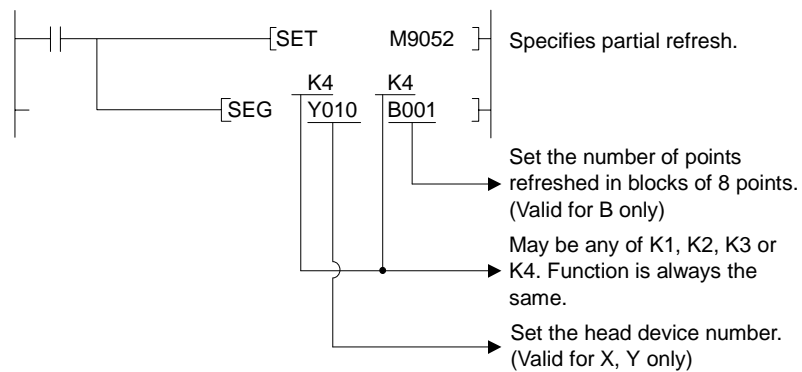 SET M9052 Specifies partial refresh.
K4 K4
SEG Y010 B001
Set the number of points
refreshed in blocks of 8 points.
(Valid for B only)
May be any of K1, K2, K3 or
K4. Function is always the
same.
Set the head device number.
(Valid for X, Y only)